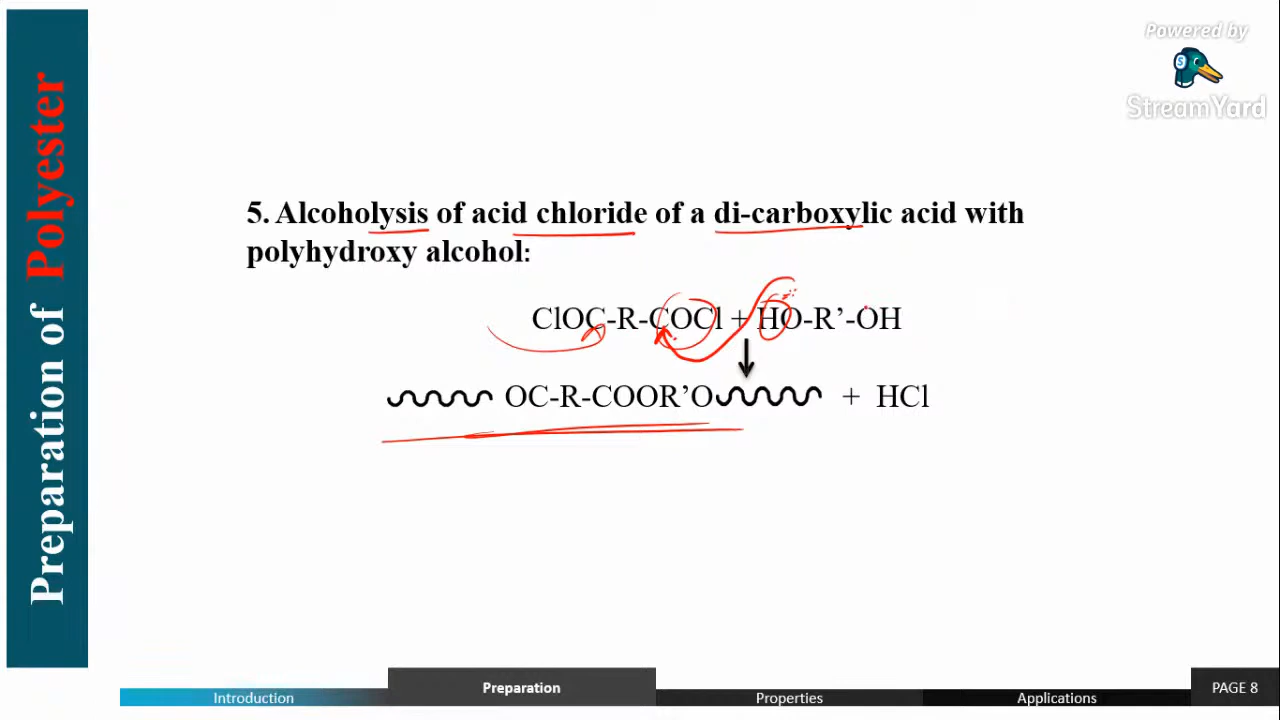 Powered by
StreamYard
Preparation of Polyester
5. Alcoholysis of acid chloride of a di-carboxylic acid with
polyhydroxy alcohol:
ClOC-R-COCl + HO-R’-OH
OC-R-COOR’O + HCl
Introduction
Preparation
Properties
Applications
PAGE 8